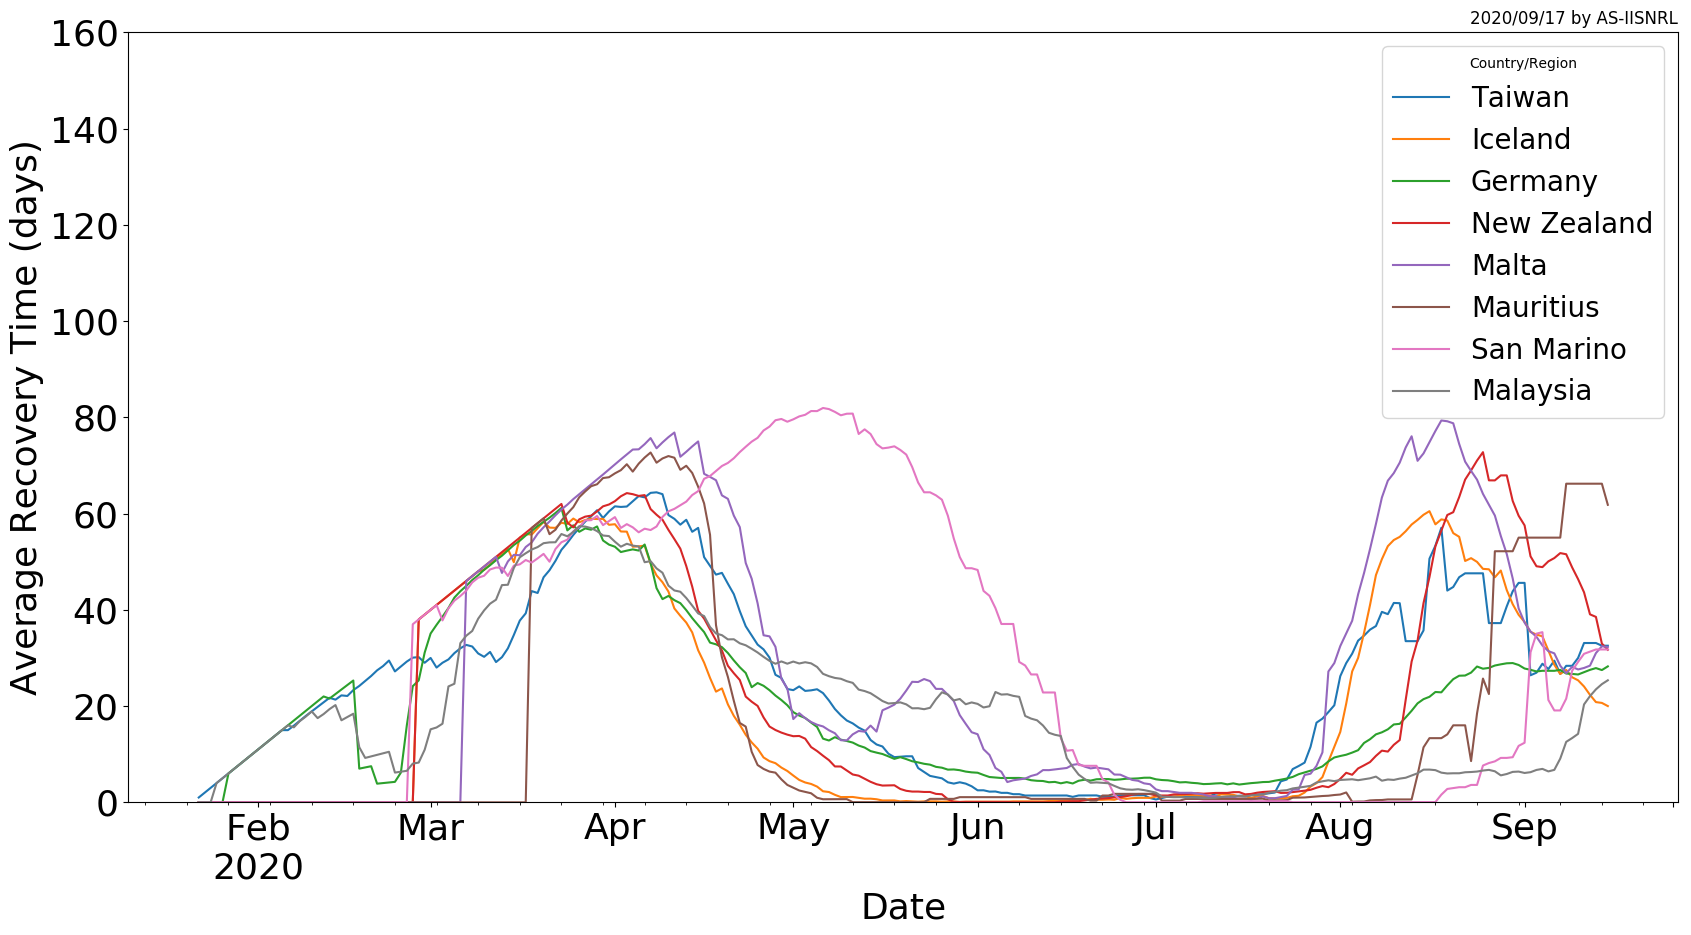 2020/09/17 by AS-IISNRL
Average Recovery Time (days)
160
140
120
100
80
60
40
20
0
Country/Region
Taiwan
Iceland
Germany
New Zealand
Malta
Mauritius
San Marino
Malaysia
Feb Mar Apr May Jun Jul Aug Sep
2020
Date